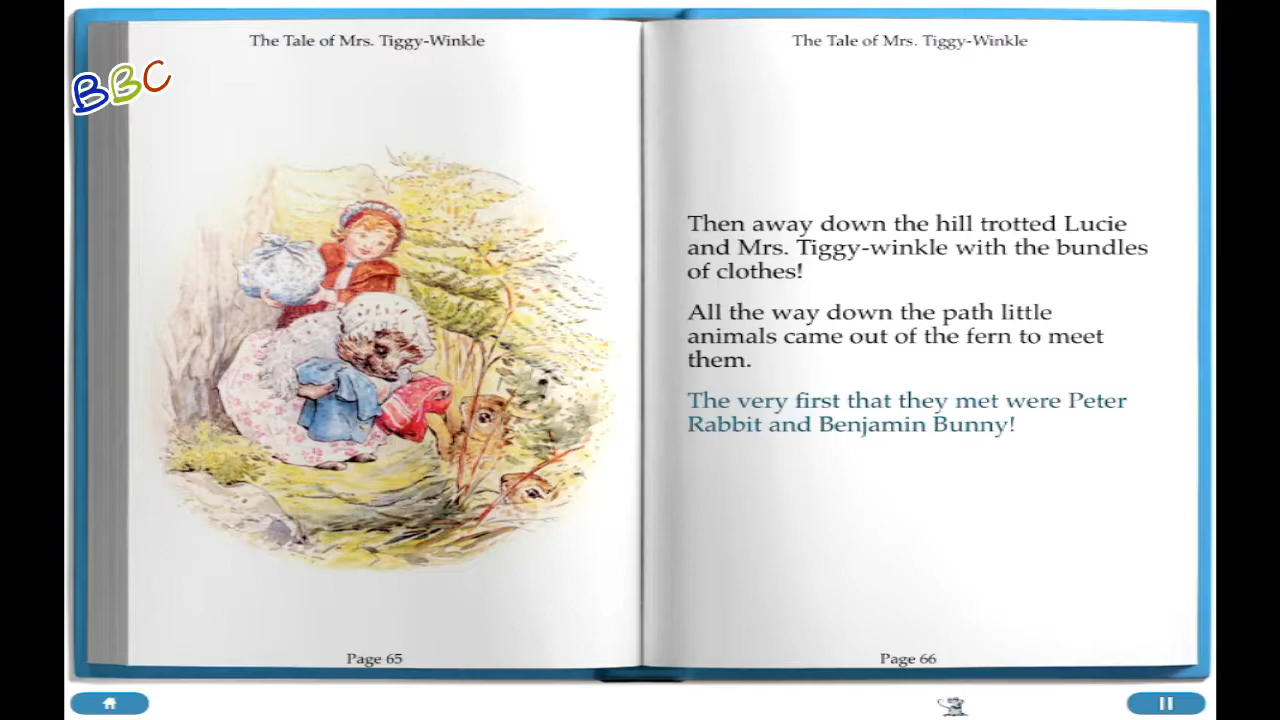 The Tale of Mrs. Tiggy-Winkle
The Tale of Mrs. Tiggy-Winkle
BBC
Then away down the hill trotted Lucie
and Mrs. Tiggy-winkle with the bundles
of clothes!
All the way down the path little
animals came out of the fern to meet
them.
The very first that they met were Peter
Rabbit and Benjamin Bunny!
Page 65
Page 66